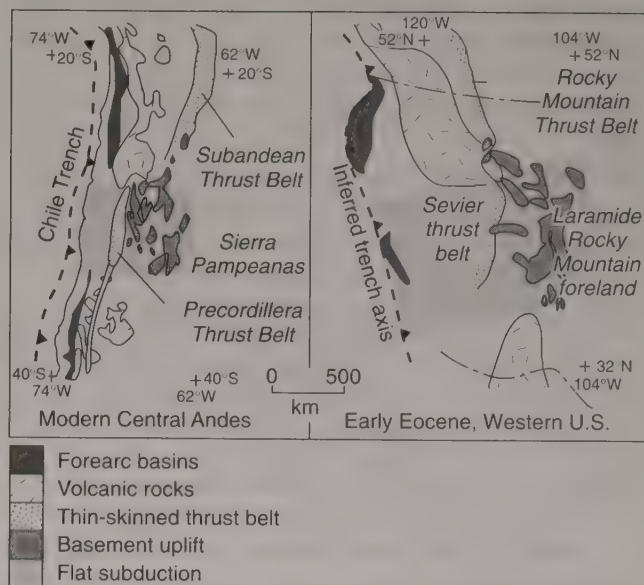 74°W
+20°S
62°W
+20°S
Chile Trench
Subandean
Thrust Belt
Sierra
Pampeanas
Precordillera
Thrust Belt
40°S+
74°W
+40°S
62°W
Modern Central Andes
0 500
km
120°W
52°N +
104°W
+52°N
Rocky
Mountain
Thrust Belt
Inferred trench axis
Sevier
thrust
belt
Laramide
Rocky
Mountain
foreland
+32°N
104°W
Early Eocene, Western U.S.
Forearc basins
Volcanic rocks
Thin-skinned thrust belt
Basement uplift
Flat subduction